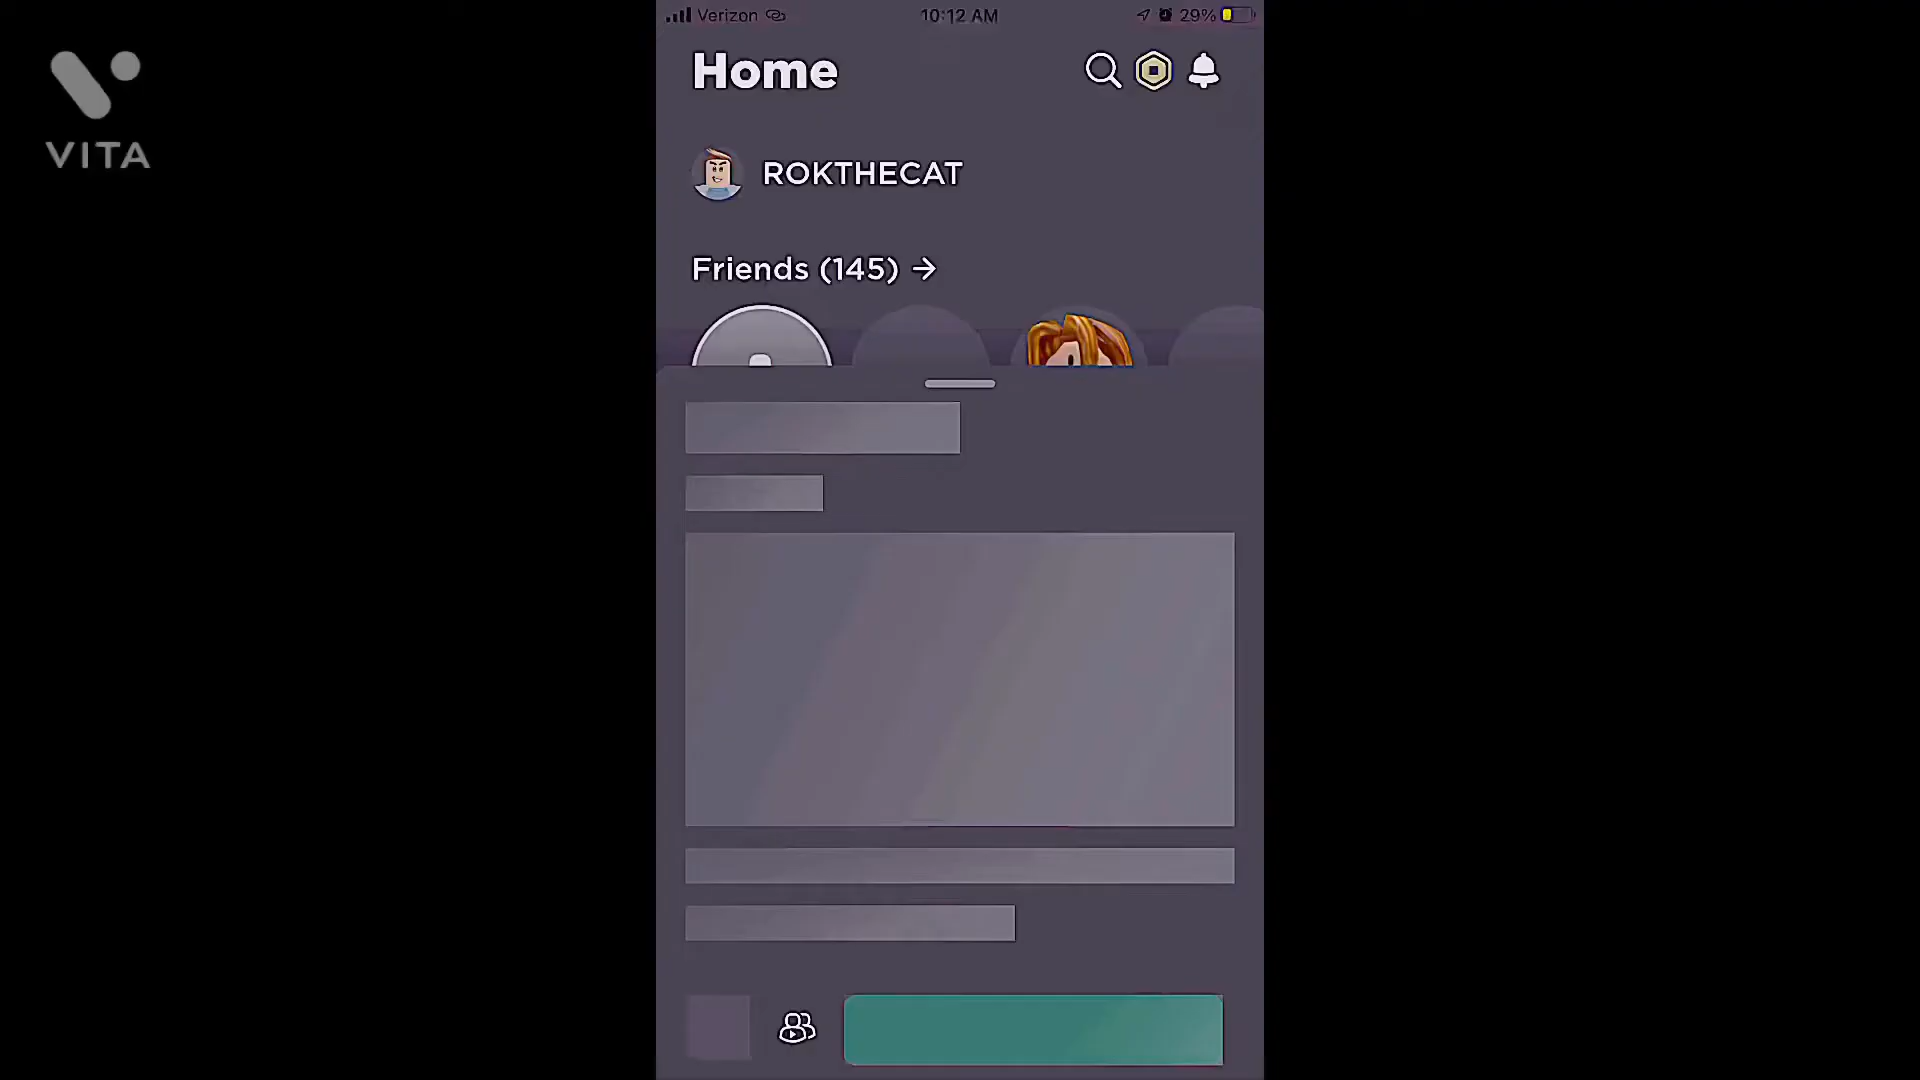 Verizon 10:12 AM 29%
VITA
Home
ROKTHECAT
Friends (145) →